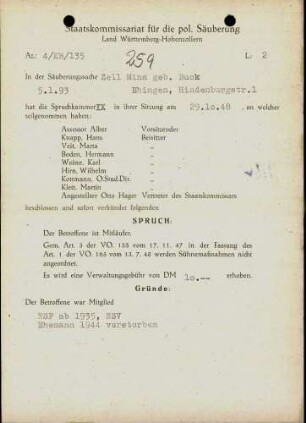 Staatskommissariat für die pol. Säuberung
Land Württemberg-Hohenzollern
Az.: 4/KH/135
259
L: 2
In der Säuberungssache Zell Mina geb. Buck
5.1.93 Ehingen, Hindenburgstr.1
hat die Spruchkammer IX in ihrer Sitzung am 29.10.48 , an welcher
teilgenommen haben:
Assessor Alber Vorsitzender
Knapp, Hans Beisitzer
Voit, Marta
Boden, Hermann
Weine, Karl
Hirn, Wilhelm
Kottmann, O.Stud.Dir.
Klett, Martin
Angestellter Otto Hager Vertreter des Staatskommissars
beschlossen und sofort verkündet folgenden
SPRUCH:
Der Betroffene ist Mitläufer.
Gem. Art. 3 der VO. 133 vom 17. 11. 47 in der Fassung des
Art. 1 der VO. 165 vom 13. 7. 48 werden Sühnemaßnahmen nicht
angeordnet.
Es wird eine Verwaltungsgebühr von DM 10.-- erhoben.
Gründe:
Der Betroffene war Mitglied
NSF ab 1935, NSV
Ehemann 1944 verstorben